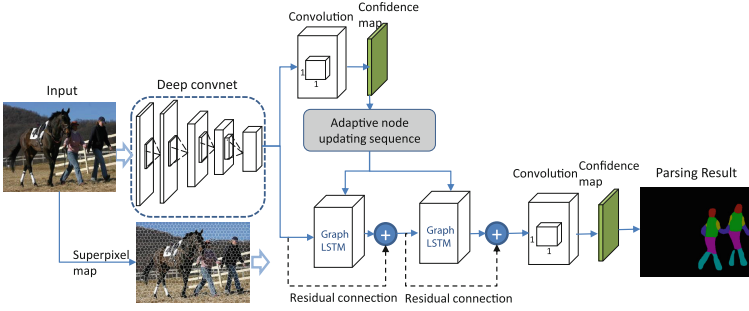 Convolution
Confidence
map
1
1
Input
Deep convnet
Adaptive node
updating sequence
Superpixel
map
Graph
LSTM
+
Graph
LSTM
+
Residual connection
Residual connection
Convolution
Confidence
map
1
1
Parsing Result